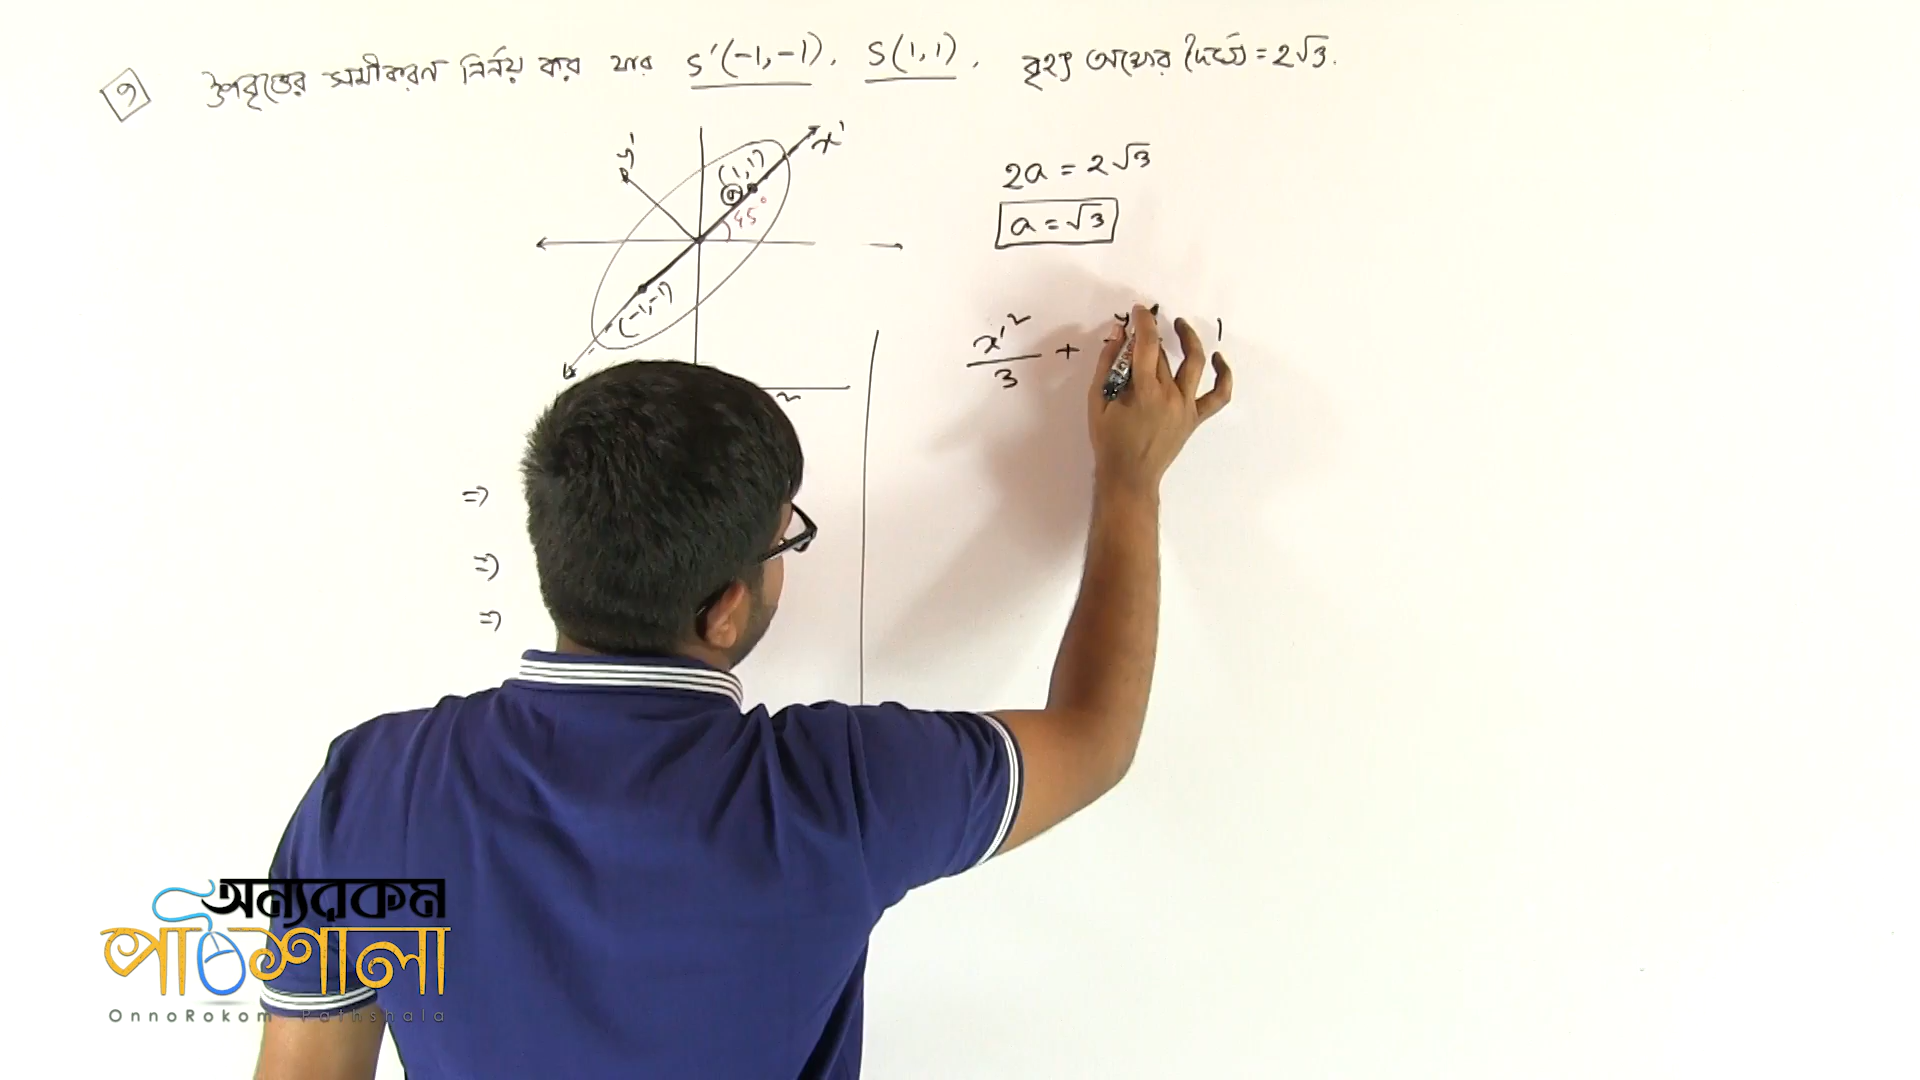 ৭ উপবৃত্তের সমীকরণ নির্ণয় কর যার S'(-1,-1), S(1,1), বৃহৎ অক্ষের দৈর্ঘ্য = 2√3.
y'
x'
(1,1)
45°
(-1,-1)
2a = 2√3
a = √3
x'²/3 + y 1
⇒
⇒
⇒
অন্যরকম
পাঠশালা
OnnoRokom Pathshala